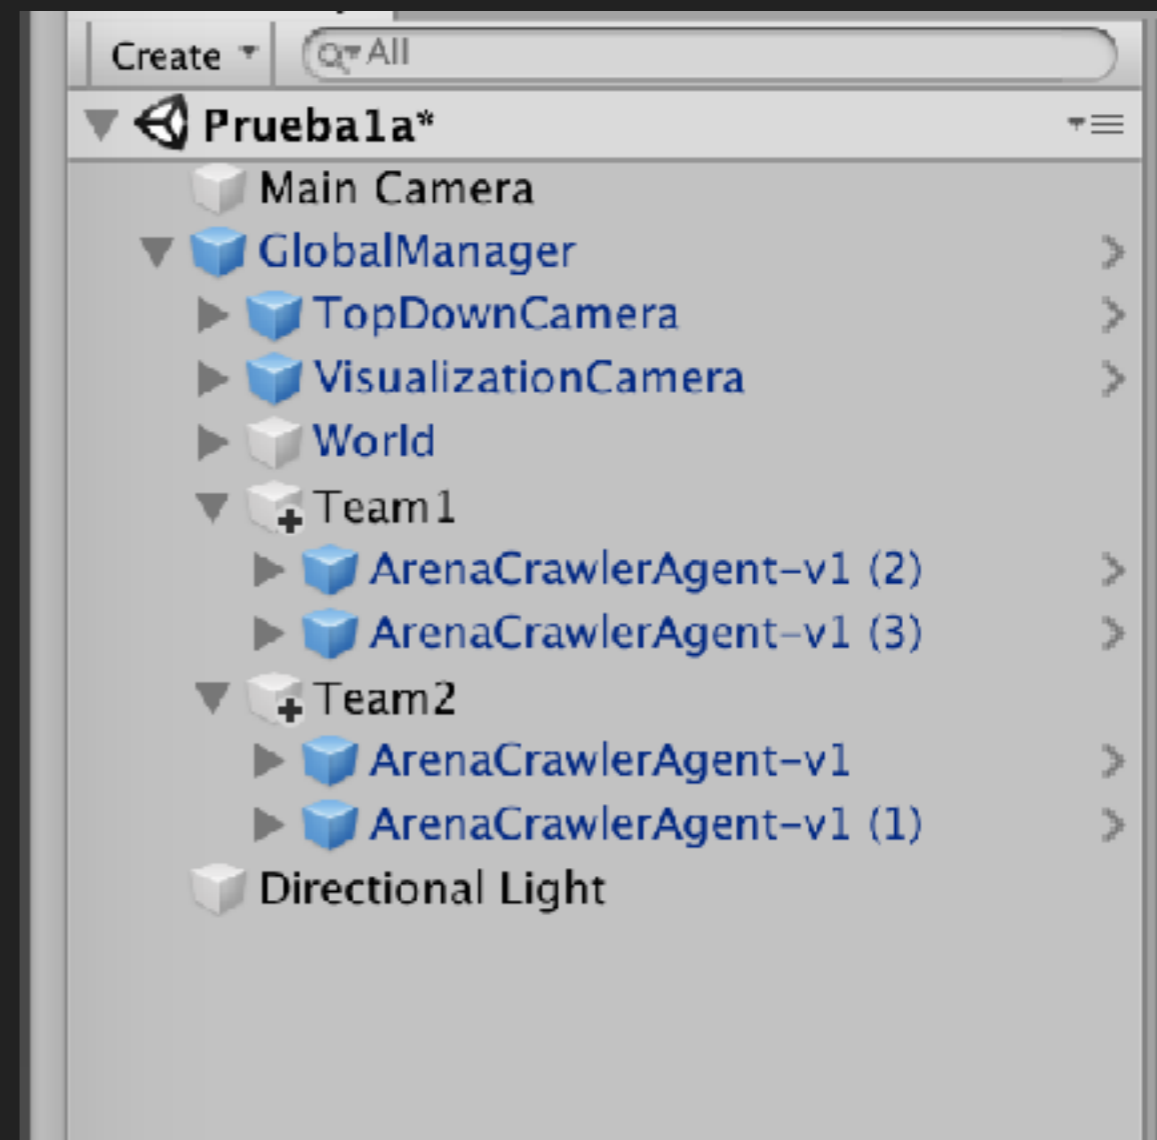 Create
All
Prueba1a*
Main Camera
GlobalManager
TopDownCamera
VisualizationCamera
World
Team1
ArenaCrawlerAgent-v1 (2)
ArenaCrawlerAgent-v1 (3)
Team2
ArenaCrawlerAgent-v1
ArenaCrawlerAgent-v1 (1)
Directional Light